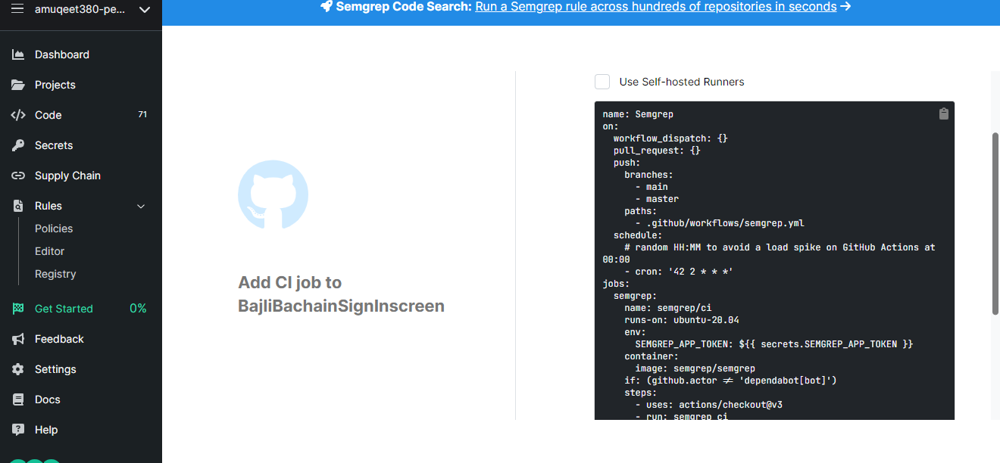 amuqeet380-pe...
Semgrep Code Search: Run a Semgrep rule across hundreds of repositories in seconds →
Dashboard
Projects
Code 71
Secrets
Supply Chain
Rules
Policies
Editor
Registry
Get Started 0%
Feedback
Settings
Docs
Help
Add CI job to
BajliBachainSignInscreen
Use Self-hosted Runners
name: Semgrep
on:
  workflow_dispatch: {}
  pull_request: {}
  push:
    branches:
      - main
      - master
    paths:
      - .github/workflows/semgrep.yml
  schedule:
    # random HH:MM to avoid a load spike on GitHub Actions at
00:00
    - cron: '42 2 * * *'
jobs:
  semgrep:
    name: semgrep/ci
    runs-on: ubuntu-20.04
    env:
      SEMGREP_APP_TOKEN: ${{ secrets.SEMGREP_APP_TOKEN }}
    container:
      image: semgrep/semgrep
    if: (github.actor != 'dependabot[bot]')
    steps:
      - uses: actions/checkout@v3
      - run: semgrep ci